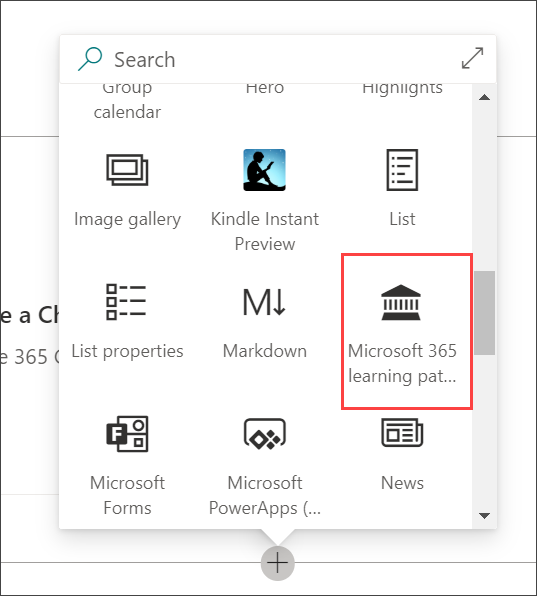 Search
Group
calendar
Hero
Highlights
Image gallery
Kindle Instant
Preview
List
e a Ch
e 365 C
List properties
M
Markdown
Microsoft 365
learning pat...
F
Microsoft
Forms
Microsoft
PowerApps (...
News